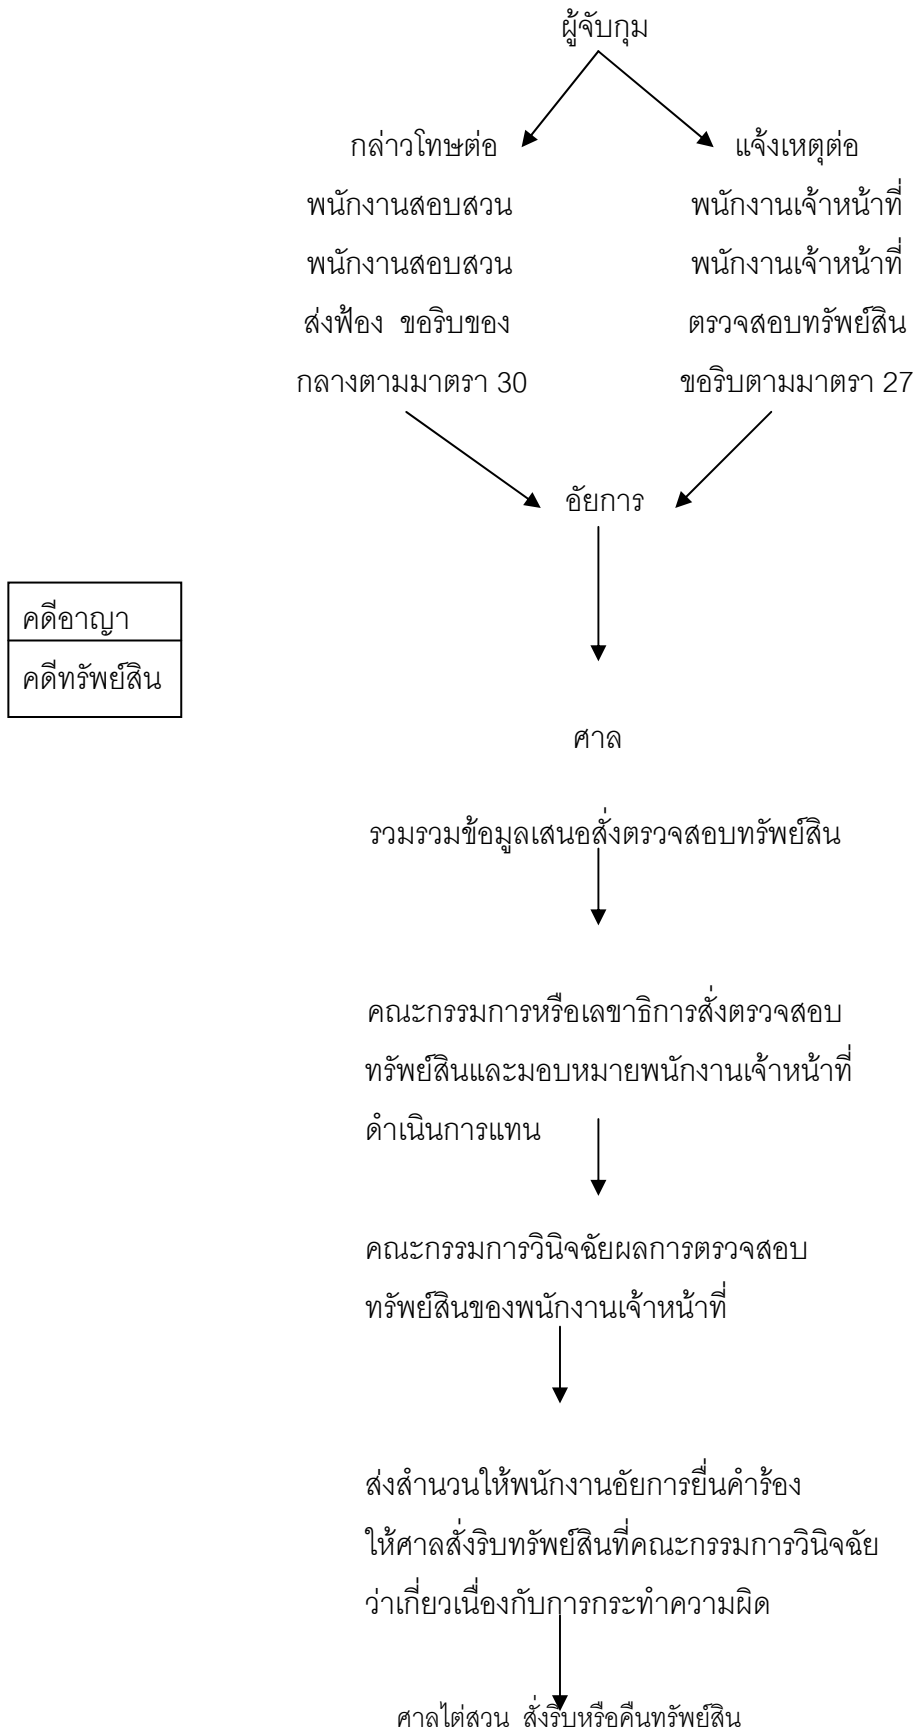 ผู้จับกุม
กล่าวโทษต่อ
พนักงานสอบสวน
พนักงานสอบสวน
ส่งฟ้อง ขอริบของ
กลางตามมาตรา 30
แจ้งเหตุต่อ
พนักงานเจ้าหน้าที่
พนักงานเจ้าหน้าที่
ตรวจสอบทรัพย์สิน
ขอริบตามมาตรา 27
อัยการ
คดีอาญา
คดีทรัพย์สิน
ศาล
รวมรวมข้อมูลเสนอสั่งตรวจสอบทรัพย์สิน
คณะกรรมการหรือเลขาธิการสั่งตรวจสอบ
ทรัพย์สินและมอบหมายพนักงานเจ้าหน้าที่
ดำเนินการแทน
คณะกรรมการวินิจฉัยผลการตรวจสอบ
ทรัพย์สินของพนักงานเจ้าหน้าที่
ส่งสำนวนให้พนักงานอัยการยื่นคำร้อง
ให้ศาลสั่งริบทรัพย์สินที่คณะกรรมการวินิจฉัย
ว่าเกี่ยวเนื่องกับการกระทำความผิด
ศาลไต่สวน สั่งริบหรือคืนทรัพย์สิน